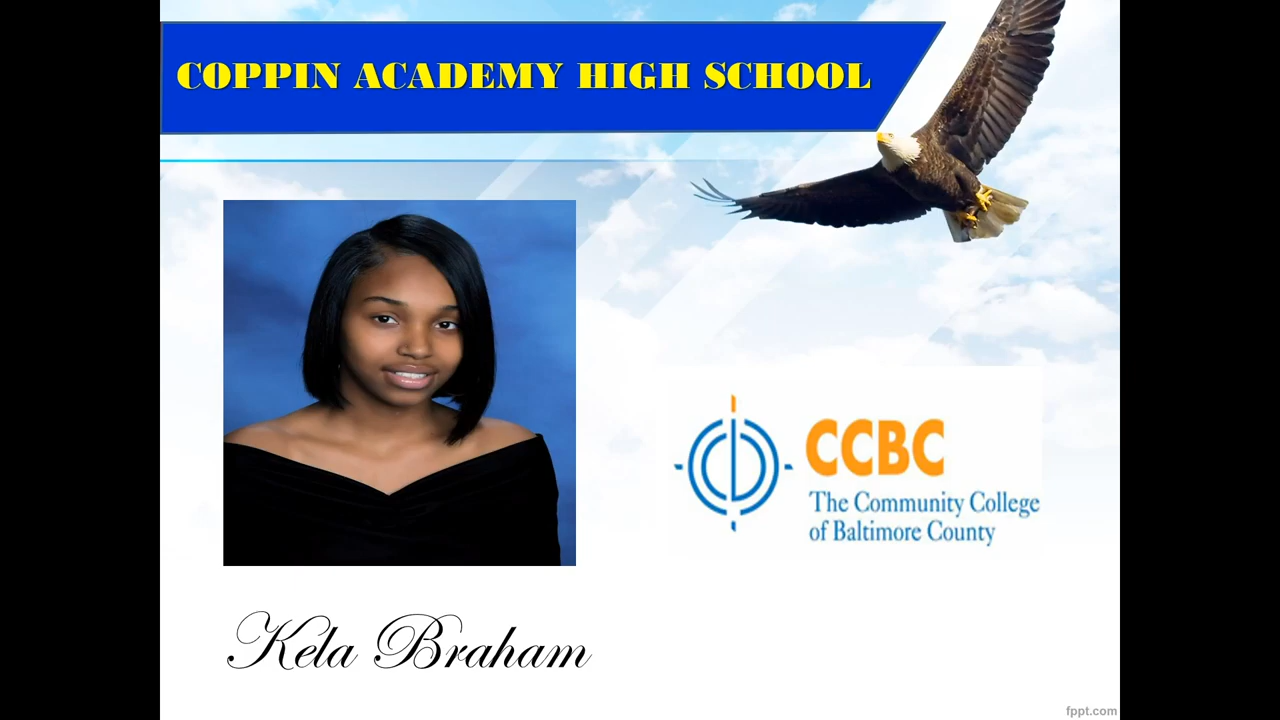 COPPIN ACADEMY HIGH SCHOOL
CCBC
The Community College
of Baltimore County
Kela Braham
fppt.com